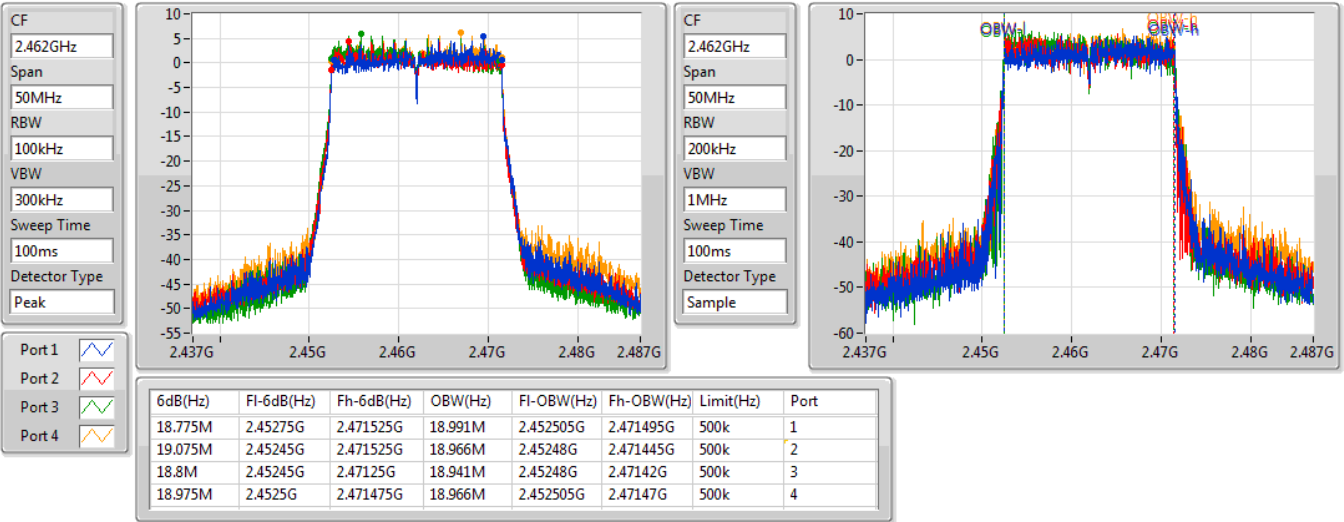 CF
2.462GHz
Span
50MHz
RBW
100kHz
VBW
300kHz
Sweep Time
100ms
Detector Type
Peak
10
5
0
-5
-10
-15
-20
-25
-30
-35
-40
-45
-50
-55
2.437G 2.45G 2.46G 2.47G 2.48G 2.487G
CF
2.462GHz
Span
50MHz
RBW
200kHz
VBW
1MHz
Sweep Time
100ms
Detector Type
Sample
10
0
-10
-20
-30
-40
-50
-60
OBW-l
OBW-h
OBW-h
2.437G 2.45G 2.46G 2.47G 2.48G 2.487G
Port 1
Port 2
Port 3
Port 4
6dB(Hz) Fl-6dB(Hz) Fh-6dB(Hz) OBW(Hz) Fl-OBW(Hz) Fh-OBW(Hz) Limit(Hz) Port
18.775M 2.45275G 2.471525G 18.991M 2.452505G 2.471495G 500k 1
19.075M 2.45245G 2.471525G 18.966M 2.45248G 2.471445G 500k 2
18.8M 2.45245G 2.47125G 18.941M 2.45248G 2.47142G 500k 3
18.975M 2.4525G 2.471475G 18.966M 2.452505G 2.47147G 500k 4